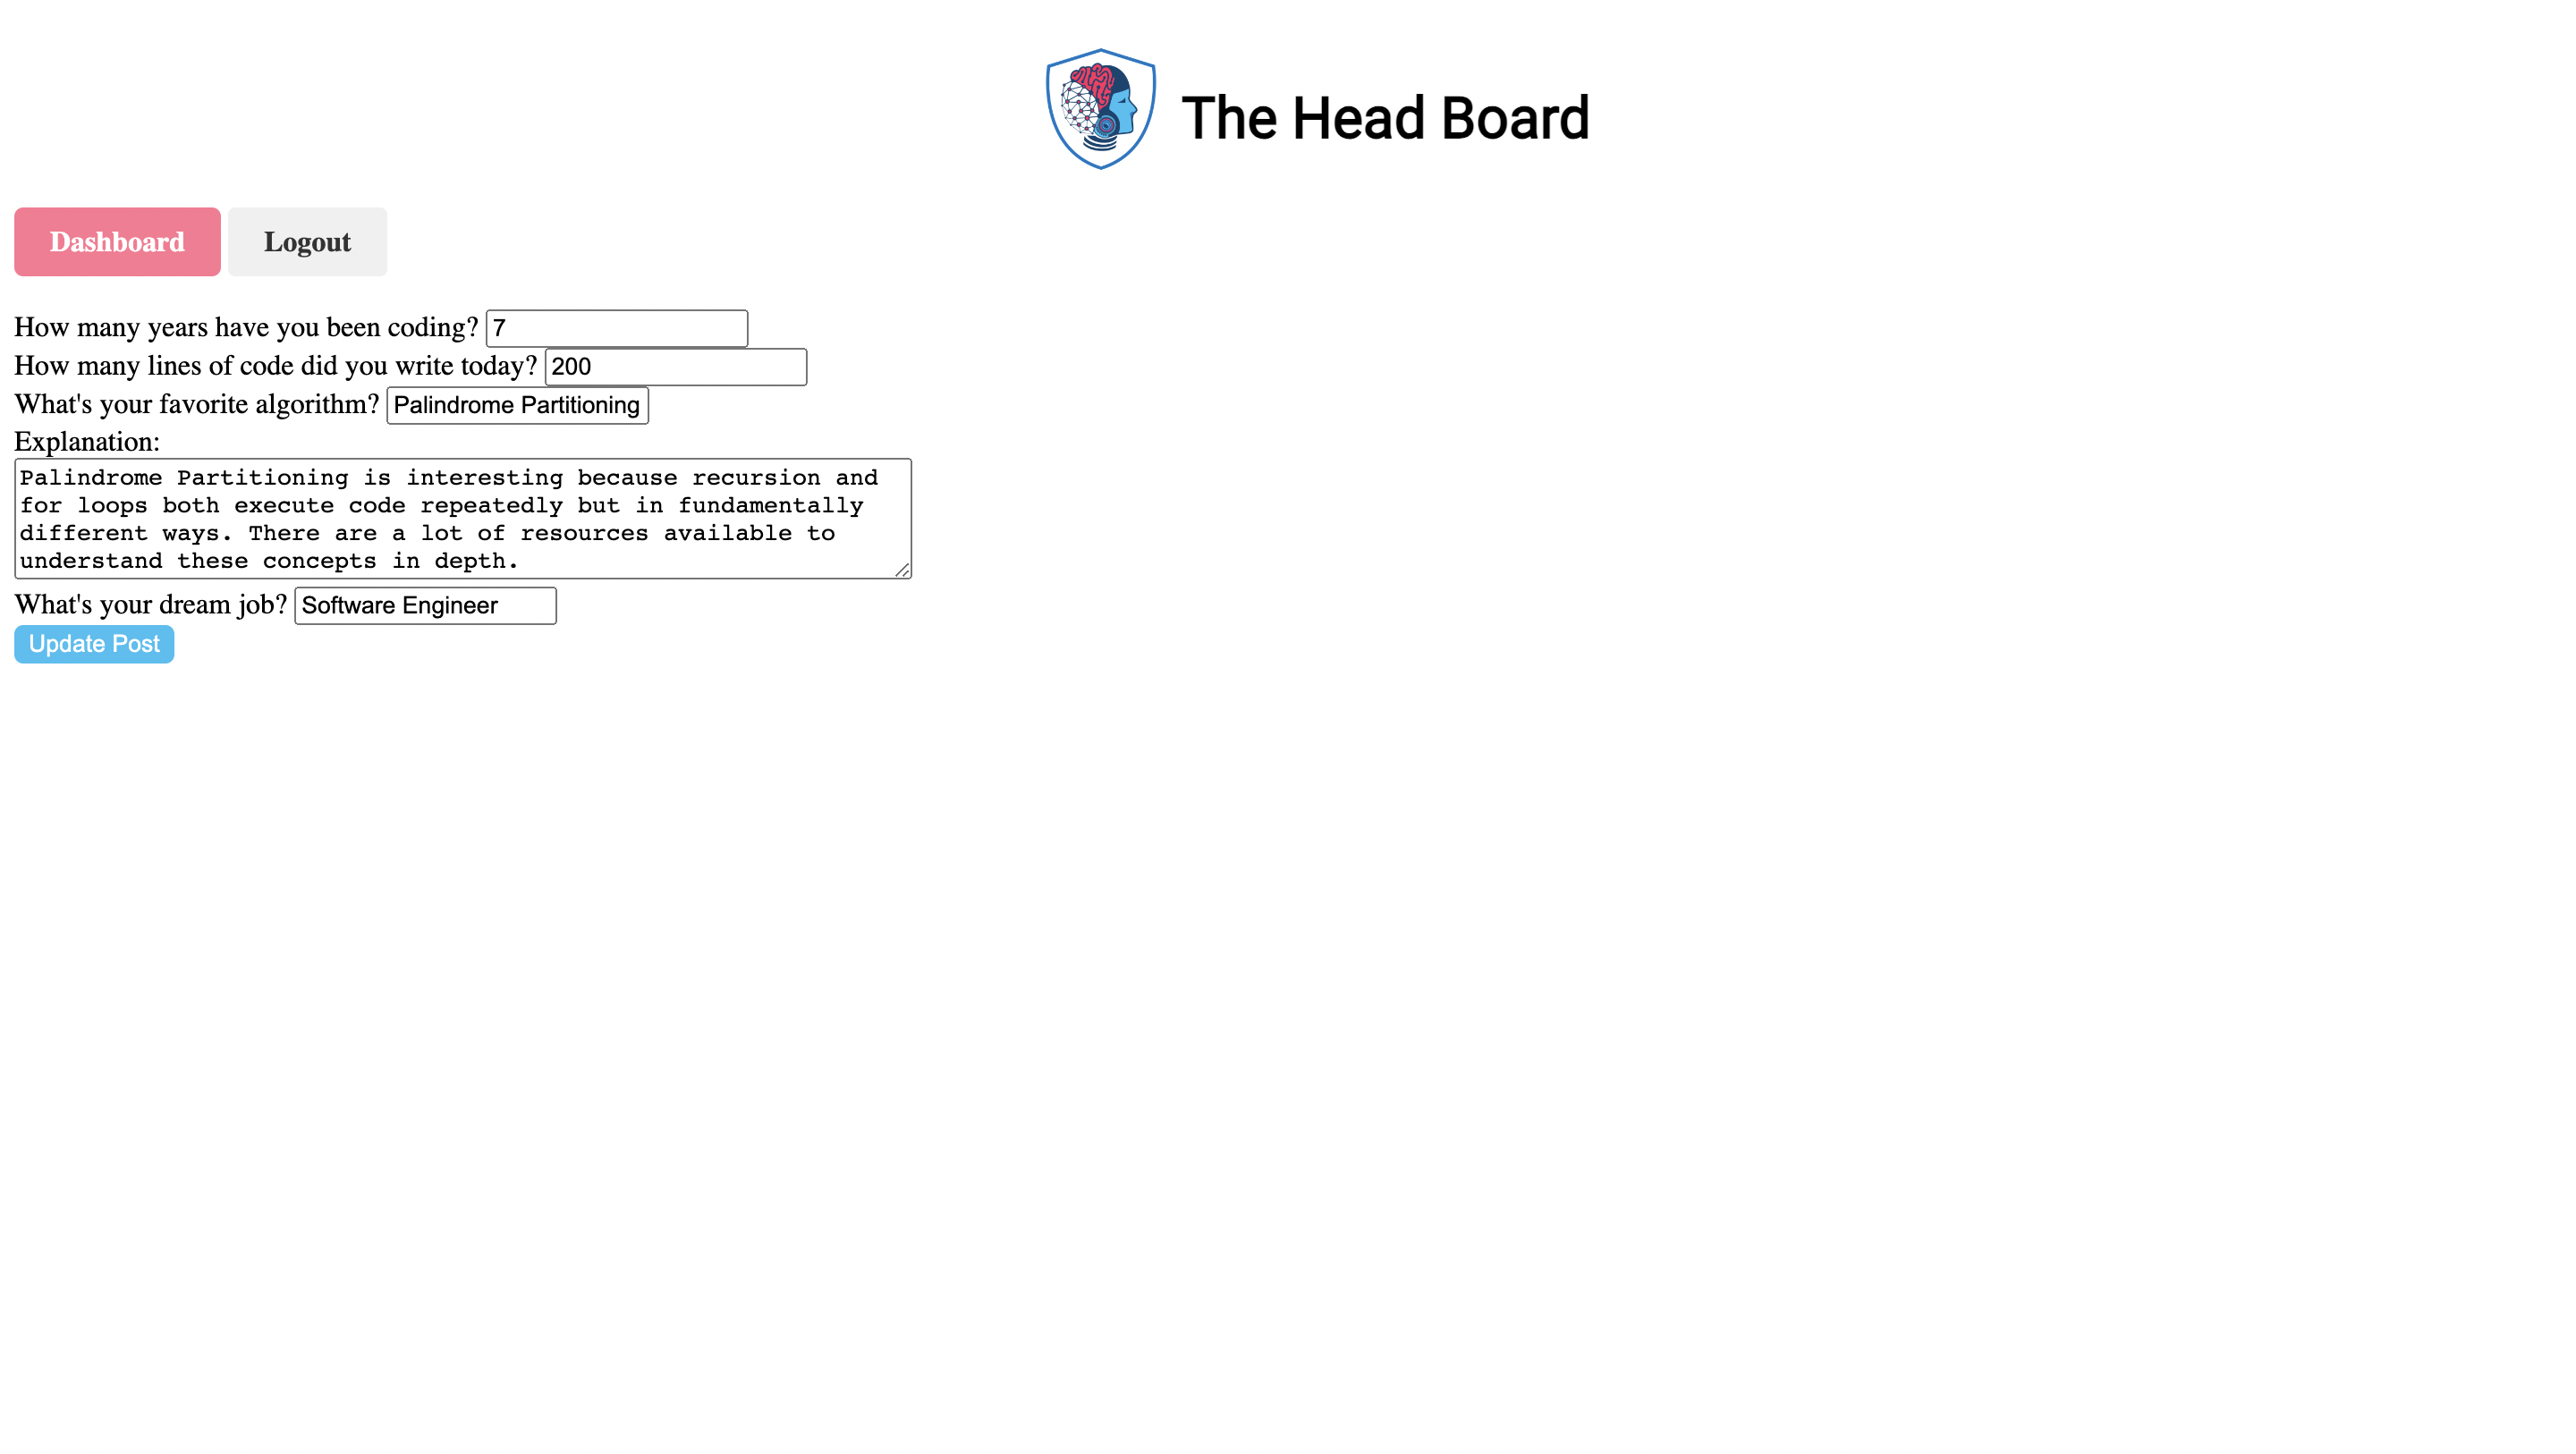 The Head Board
Dashboard Logout
How many years have you been coding? 7
How many lines of code did you write today? 200
What's your favorite algorithm? Palindrome Partitioning
Explanation:
Palindrome Partitioning is interesting because recursion and
for loops both execute code repeatedly but in fundamentally
different ways. There are a lot of resources available to
understand these concepts in depth.
What's your dream job? Software Engineer
Update Post